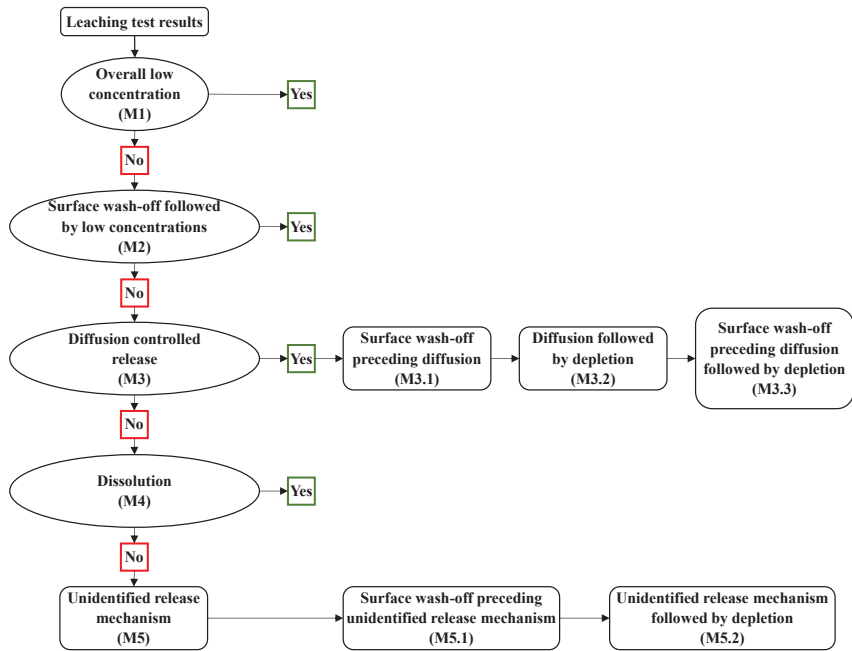 Leaching test results
Overall low
concentration
(M1)
Yes
No
Surface wash-off followed
by low concentrations
(M2)
Yes
No
Diffusion controlled
release
(M3)
Yes
Surface wash-off
preceding diffusion
(M3.1)
Diffusion followed
by depletion
(M3.2)
Surface wash-off
preceding diffusion
followed by depletion
(M3.3)
No
Dissolution
(M4)
Yes
No
Unidentified release
mechanism
(M5)
Surface wash-off preceding
unidentified release mechanism
(M5.1)
Unidentified release mechanism
followed by depletion
(M5.2)